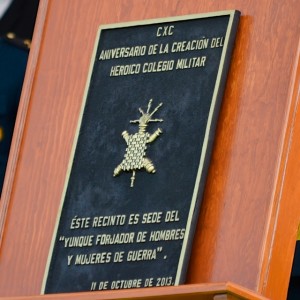 CXC
ANIVERSARIO DE LA CREACIÓN DEL
HEROICO COLEGIO MILITAR
ÉSTE RECINTO ES SEDE DEL
"YUNQUE FORJADOR DE HOMBRES
Y MUJERES DE GUERRA".
11 DE OCTUBRE DE 2013.